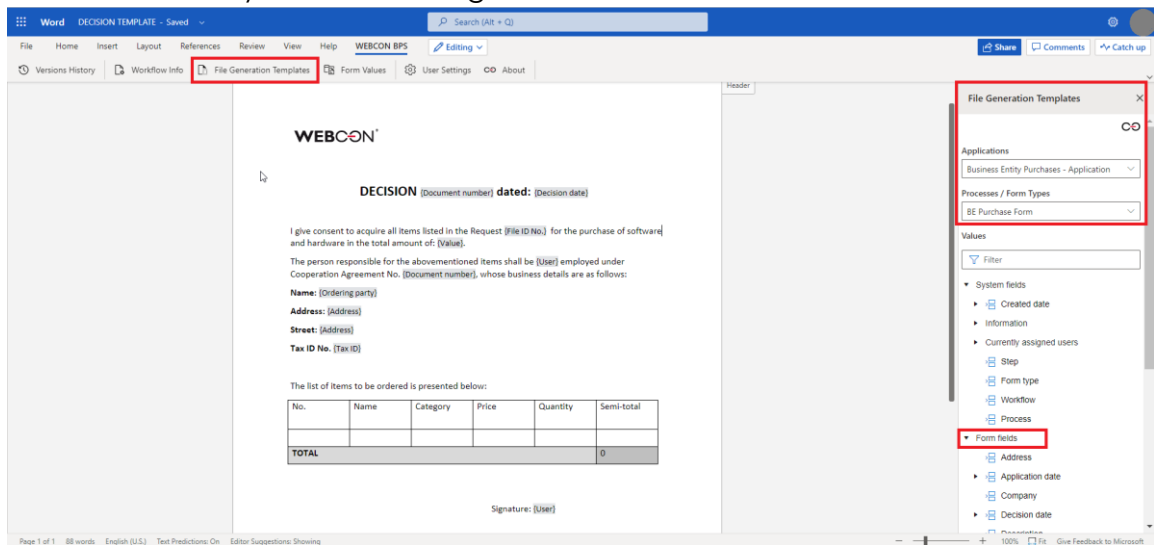 Word DECISION TEMPLATE - Saved
Search (Alt + Q)
File Home Insert Layout References Review View Help WEBCON BPS Editing
Share Comments Catch up
Versions History Workflow Info File Generation Templates Form Values User Settings About
Header
WEBCON
DECISION {Document number} dated: {Decision date}
I give consent to acquire all items listed in the Request {File ID No.} for the purchase of software
and hardware in the total amount of: {Value}.
The person responsible for the abovementioned items shall be {User} employed under
Cooperation Agreement No. {Document number}, whose business details are as follows:
Name: {Ordering party}
Address: {Address}
Street: {Address}
Tax ID No. {Tax ID}
The list of items to be ordered is presented below:
No. Name Category Price Quantity Semi-total
TOTAL 0
Signature: {User}
File Generation Templates
Applications
Business Entity Purchases - Application
Processes / Form Types
BE Purchase Form
Values
Filter
System fields
Created date
Information
Currently assigned users
Step
Form type
Workflow
Process
Form fields
Address
Application date
Company
Decision date
Page 1 of 1 88 words English (U.S.) Text Predictions: On Editor Suggestions: Showing
100% Fit Give Feedback to Microsoft